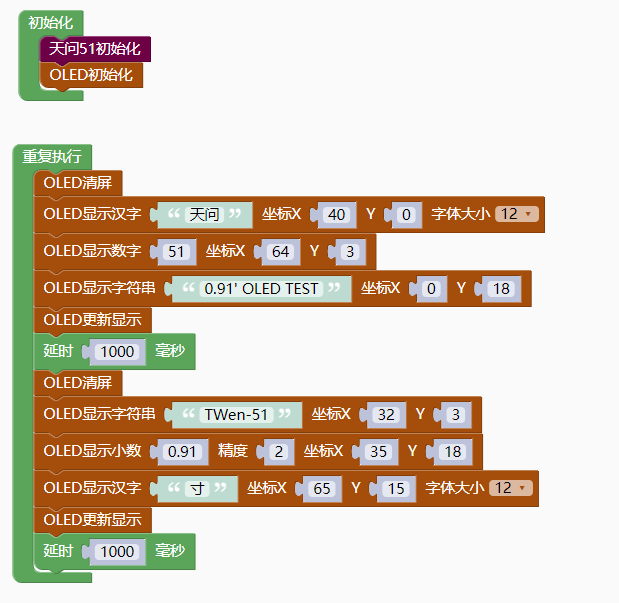 初始化
天问51初始化
OLED初始化
重复执行
OLED清屏
OLED显示汉字 “ 天问 ” 坐标X 40 Y 0 字体大小 12
OLED显示数字 51 坐标X 64 Y 3
OLED显示字符串 “ 0.91' OLED TEST ” 坐标X 0 Y 18
OLED更新显示
延时 1000 毫秒
OLED清屏
OLED显示字符串 “ TWen-51 ” 坐标X 32 Y 3
OLED显示小数 0.91 精度 2 坐标X 35 Y 18
OLED显示汉字 “ 寸 ” 坐标X 65 Y 15 字体大小 12
OLED更新显示
延时 1000 毫秒